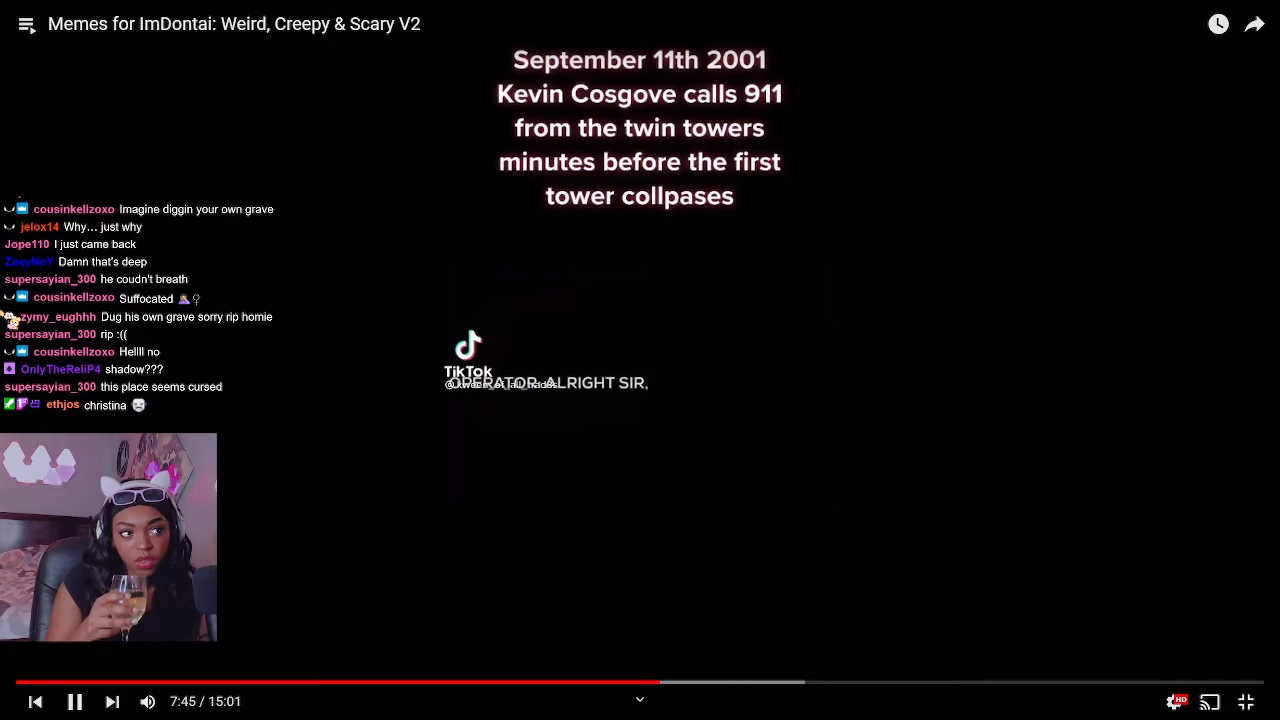 Memes for ImDontai: Weird, Creepy & Scary V2
September 11th 2001
Kevin Cosgove calls 911
from the twin towers
minutes before the first
tower collpases
cousinkellzoxo Imagine diggin your own grave
jelox14 Why... just why
Jope110 I just came back
ZoeyNoY Damn that's deep
supersayian_300 he coudn't breath
cousinkellzoxo Suffocated
zymy_eughhh Dug his own grave sorry rip homie
supersayian_300 rip :((
cousinkellzoxo Hellll no
OnlyTheReliP4 shadow???
supersayian_300 this place seems cursed
ethjos christina
TikTok
OPERATOR: ALRIGHT SIR,
7:45 / 15:01
HD